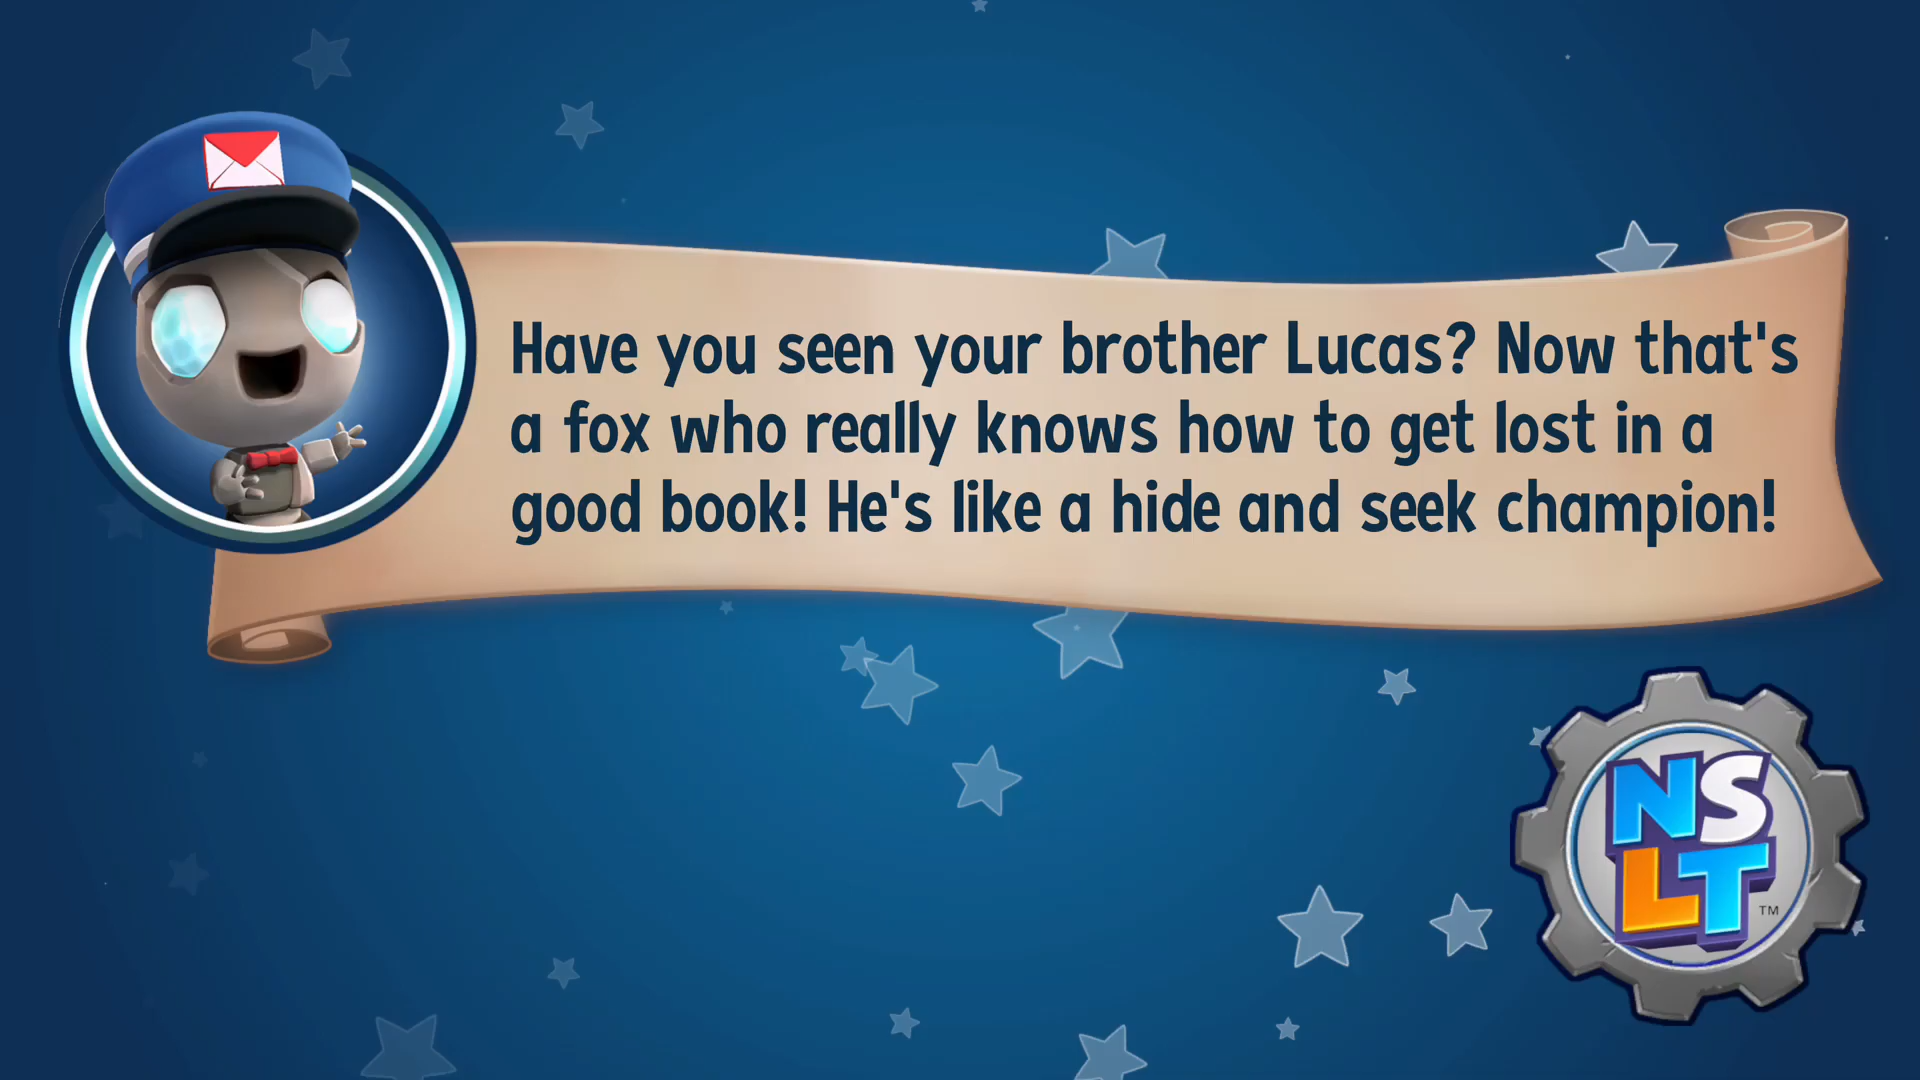 Have you seen your brother Lucas? Now that's
a fox who really knows how to get lost in a
good book! He's like a hide and seek champion!
NS
LT
TM